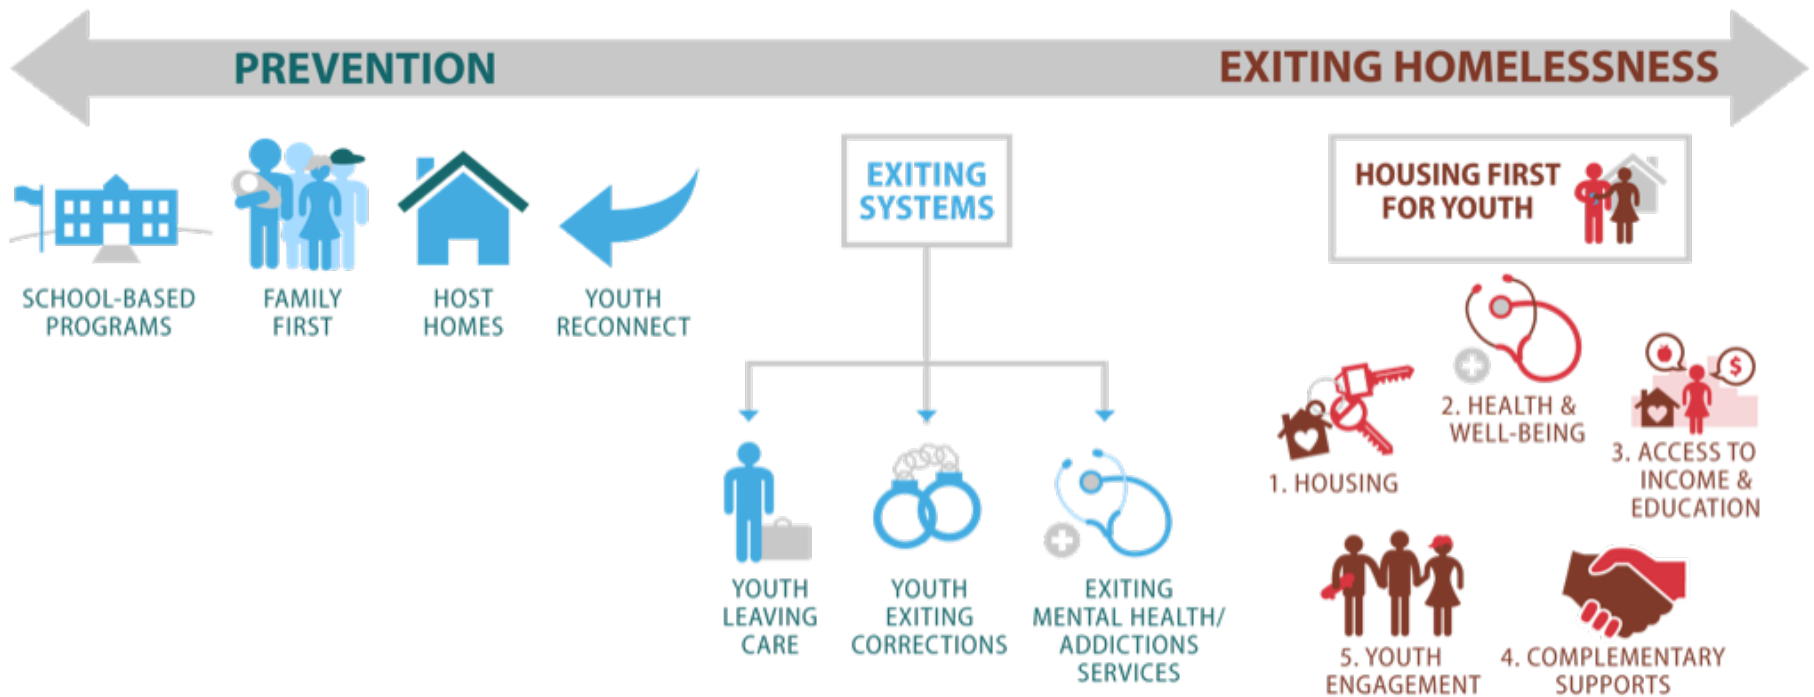 PREVENTION
EXITING HOMELESSNESS
SCHOOL-BASED
PROGRAMS
FAMILY
FIRST
HOST
HOMES
YOUTH
RECONNECT
EXITING
SYSTEMS
YOUTH
LEAVING
CARE
YOUTH
EXITING
CORRECTIONS
EXITING
MENTAL HEALTH/
ADDICTIONS
SERVICES
HOUSING FIRST
FOR YOUTH
1. HOUSING
2. HEALTH &
WELL-BEING
$
3. ACCESS TO
INCOME &
EDUCATION
5. YOUTH
ENGAGEMENT
4. COMPLEMENTARY
SUPPORTS